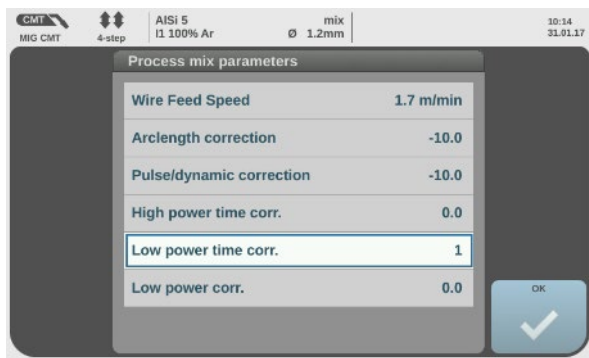 CMT AlSi 5 mix 10:14
MIG CMT 4-step I1 100% Ar Ø 1.2mm 31.01.17
Process mix parameters
Wire Feed Speed 1.7 m/min
Arclength correction -10.0
Pulse/dynamic correction -10.0
High power time corr. 0.0
Low power time corr. 1
Low power corr. 0.0
OK